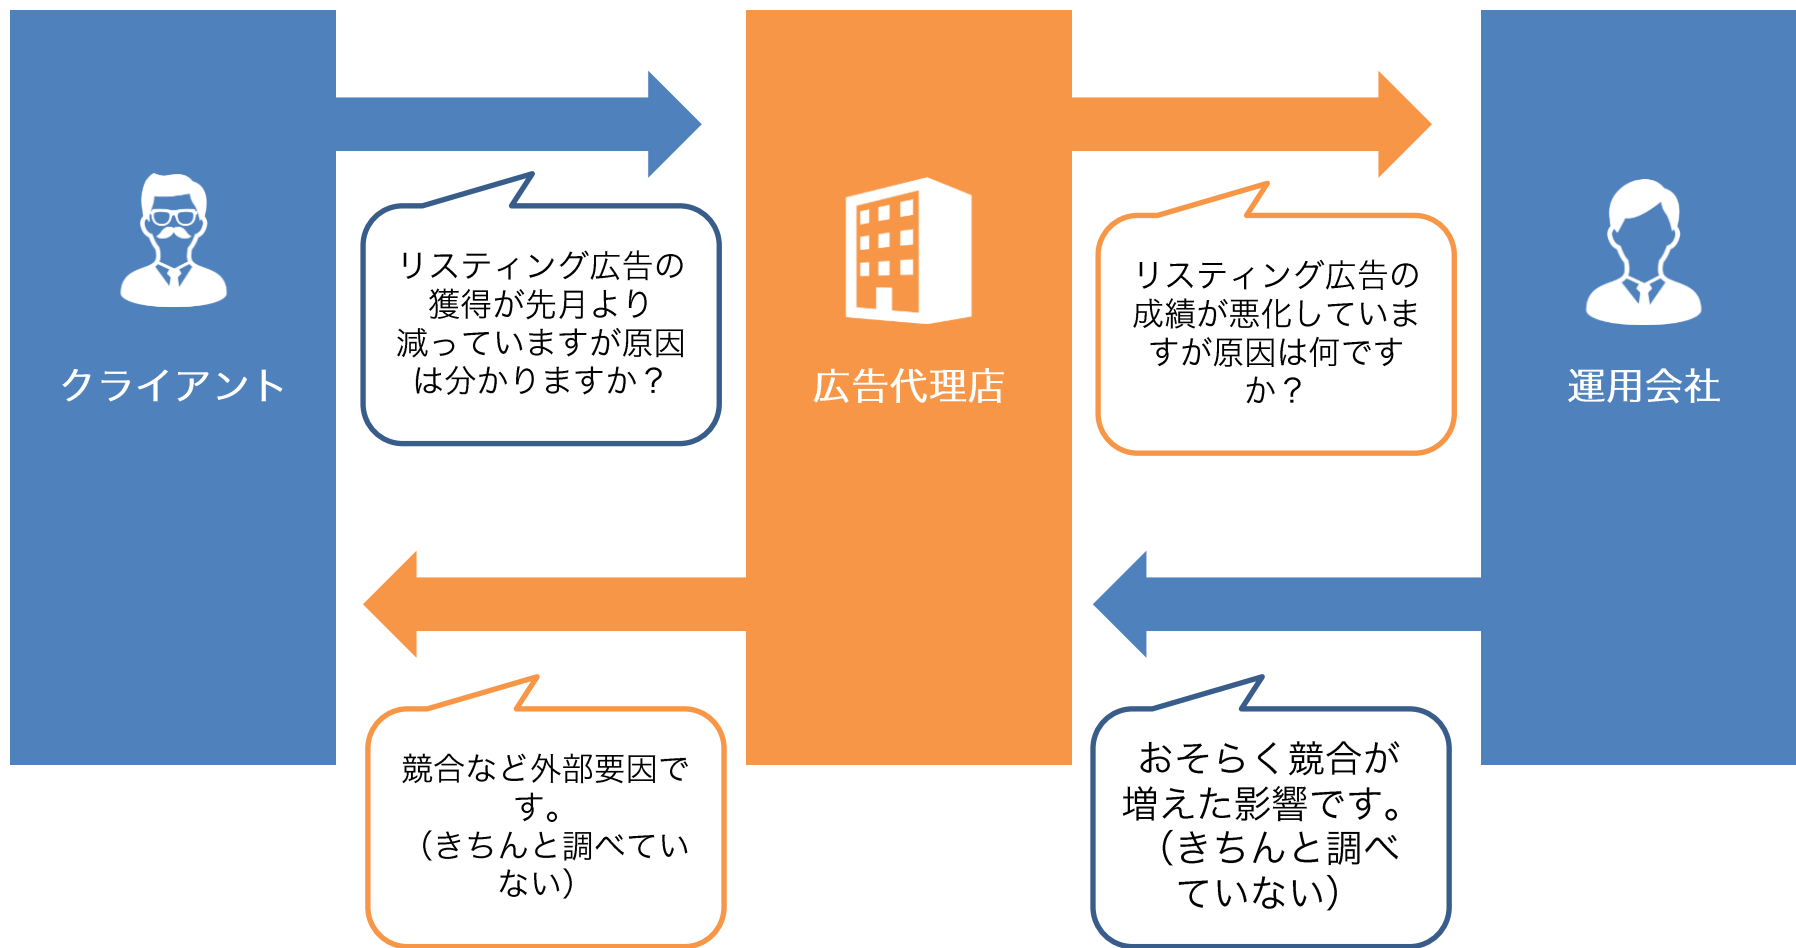 クライアント
リスティング広告の
獲得が先月より
減っていますが原因
は分かりますか？
広告代理店
リスティング広告の
成績が悪化していま
すが原因は何です
か？
運用会社
競合など外部要因で
す。
（きちんと調べてい
ない）
おそらく競合が
増えた影響です。
（きちんと調べ
ていない）